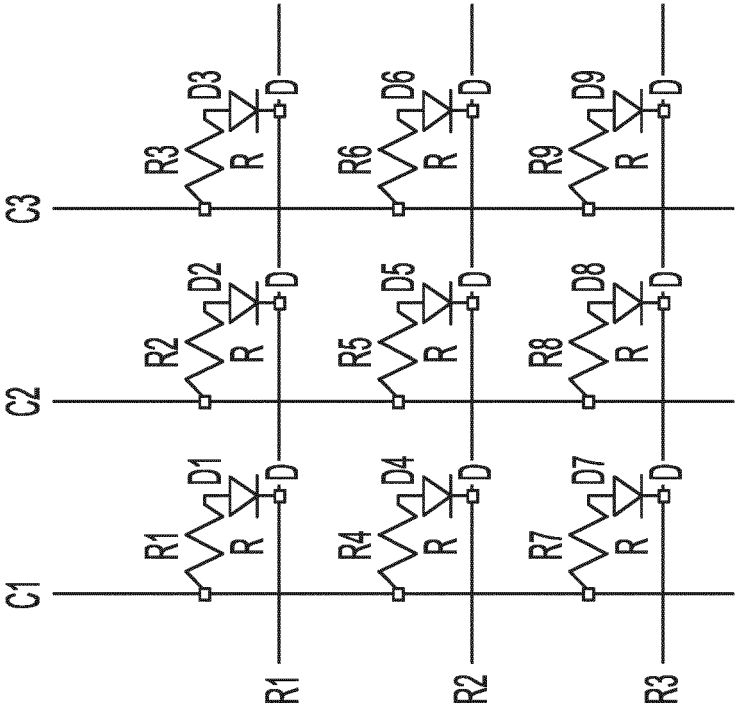 C1 C2 C3
R1 D1 R2 D2 R3 D3
R R R
R1 D D D
R4 D4 R5 D5 R6 D6
R R R
R2 D D D
R7 D7 R8 D8 R9 D9
R R R
R3 D D D